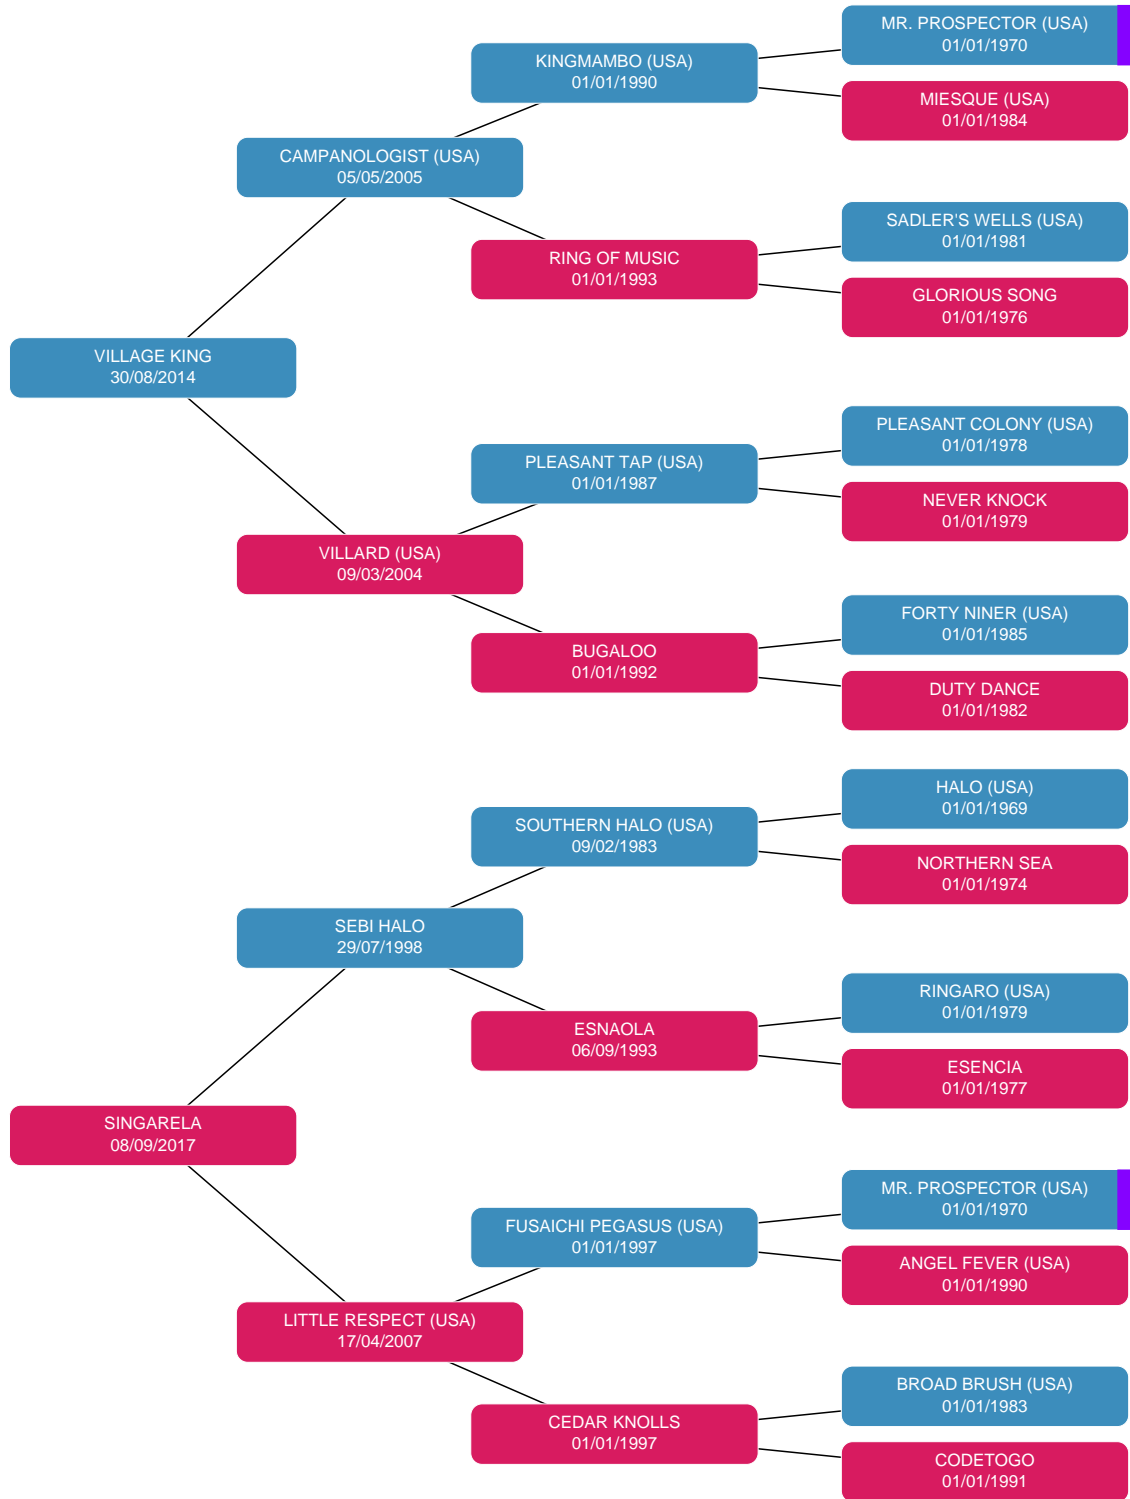 MR. PROSPECTOR (USA)
01/01/1970
KINGMAMBO (USA)
01/01/1990
MIESQUE (USA)
01/01/1984
CAMPANOLOGIST (USA)
05/05/2005
SADLER'S WELLS (USA)
01/01/1981
RING OF MUSIC
01/01/1993
GLORIOUS SONG
01/01/1976
VILLAGE KING
30/08/2014
PLEASANT COLONY (USA)
01/01/1978
PLEASANT TAP (USA)
01/01/1987
NEVER KNOCK
01/01/1979
VILLARD (USA)
09/03/2004
FORTY NINER (USA)
01/01/1985
BUGALOO
01/01/1992
DUTY DANCE
01/01/1982
HALO (USA)
01/01/1969
SOUTHERN HALO (USA)
09/02/1983
NORTHERN SEA
01/01/1974
SEBI HALO
29/07/1998
RINGARO (USA)
01/01/1979
ESNAOLA
06/09/1993
ESENCIA
01/01/1977
SINGARELA
08/09/2017
MR. PROSPECTOR (USA)
01/01/1970
FUSAICHI PEGASUS (USA)
01/01/1997
ANGEL FEVER (USA)
01/01/1990
LITTLE RESPECT (USA)
17/04/2007
BROAD BRUSH (USA)
01/01/1983
CEDAR KNOLLS
01/01/1997
CODETOGO
01/01/1991